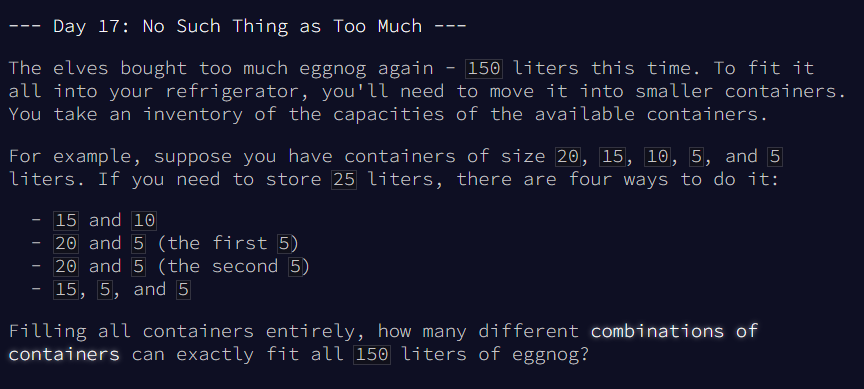 --- Day 17: No Such Thing as Too Much ---
The elves bought too much eggnog again - 150 liters this time. To fit it
all into your refrigerator, you'll need to move it into smaller containers.
You take an inventory of the capacities of the available containers.
For example, suppose you have containers of size 20, 15, 10, 5, and 5
liters. If you need to store 25 liters, there are four ways to do it:
- 15 and 10
- 20 and 5 (the first 5)
- 20 and 5 (the second 5)
- 15, 5, and 5
Filling all containers entirely, how many different combinations of
containers can exactly fit all 150 liters of eggnog?